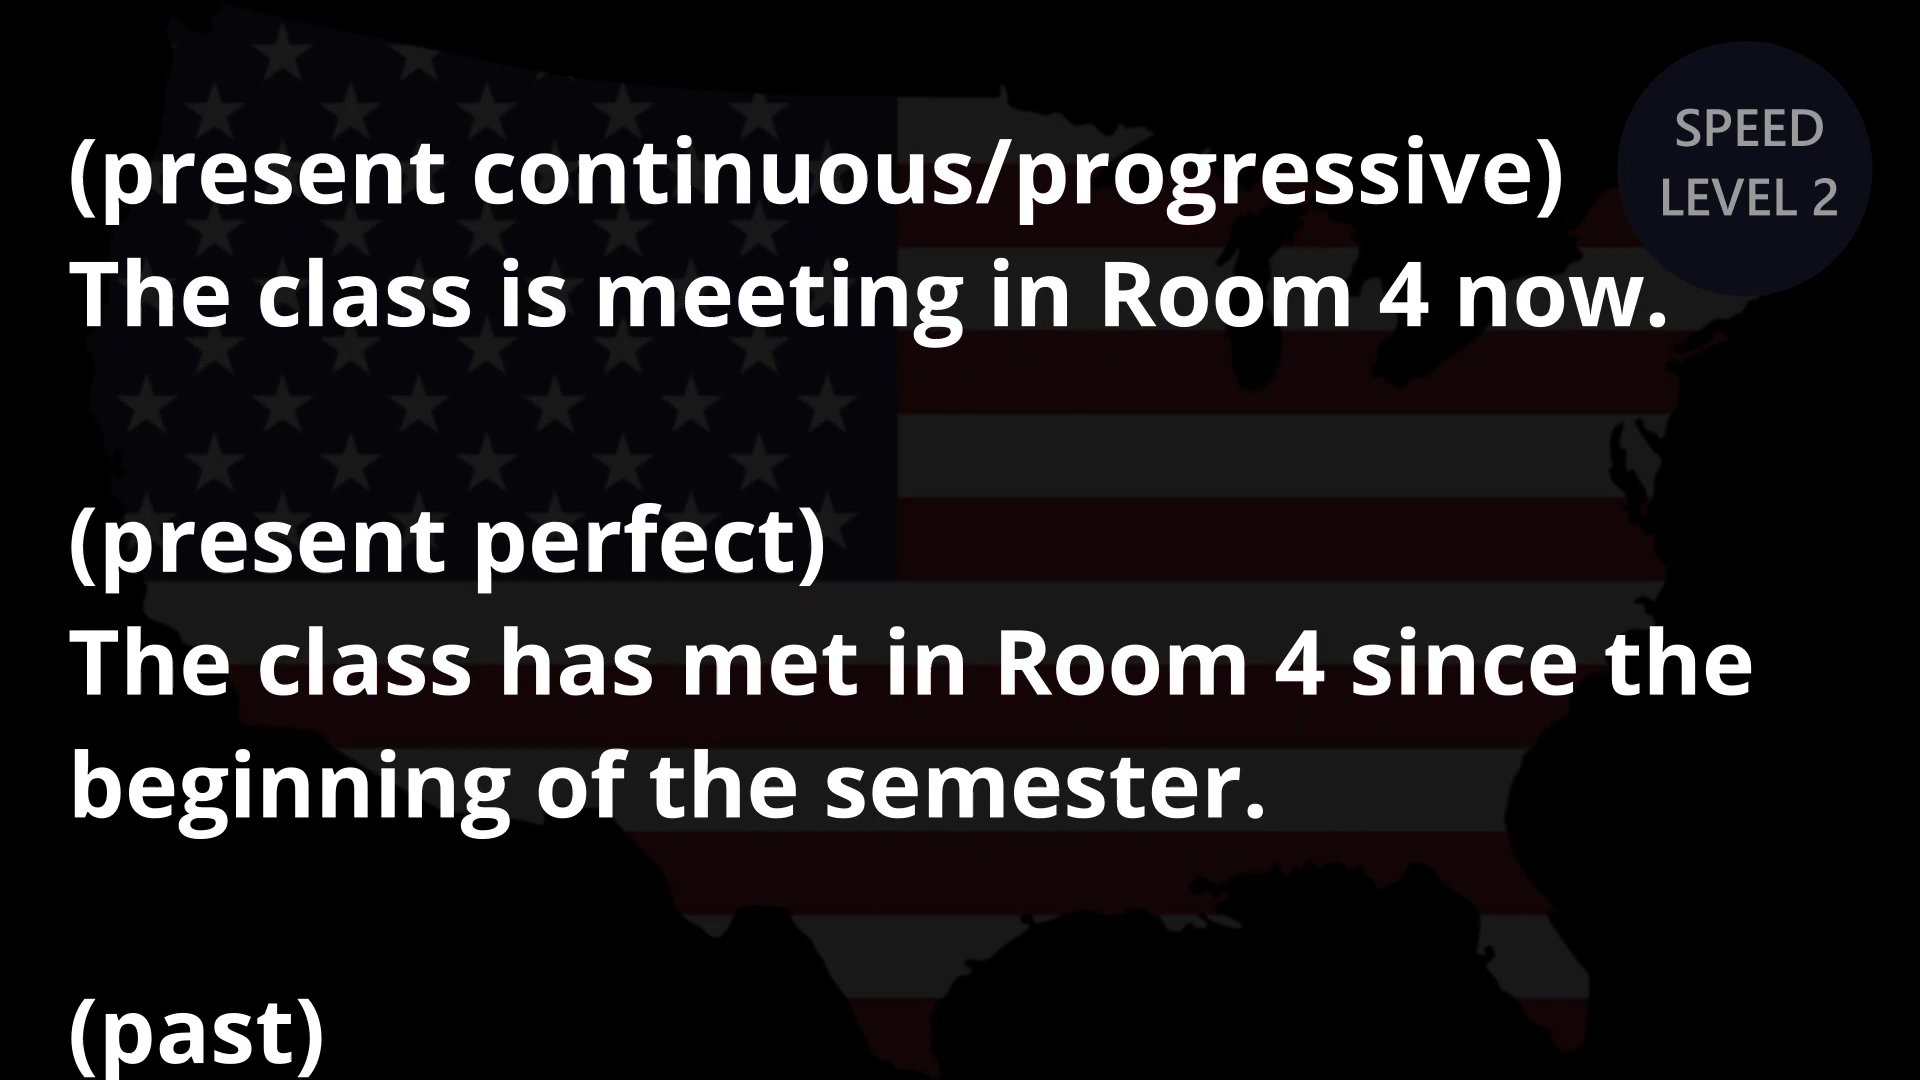 (present continuous/progressive)
The class is meeting in Room 4 now.
(present perfect)
The class has met in Room 4 since the
beginning of the semester.
(past)
SPEED
LEVEL 2